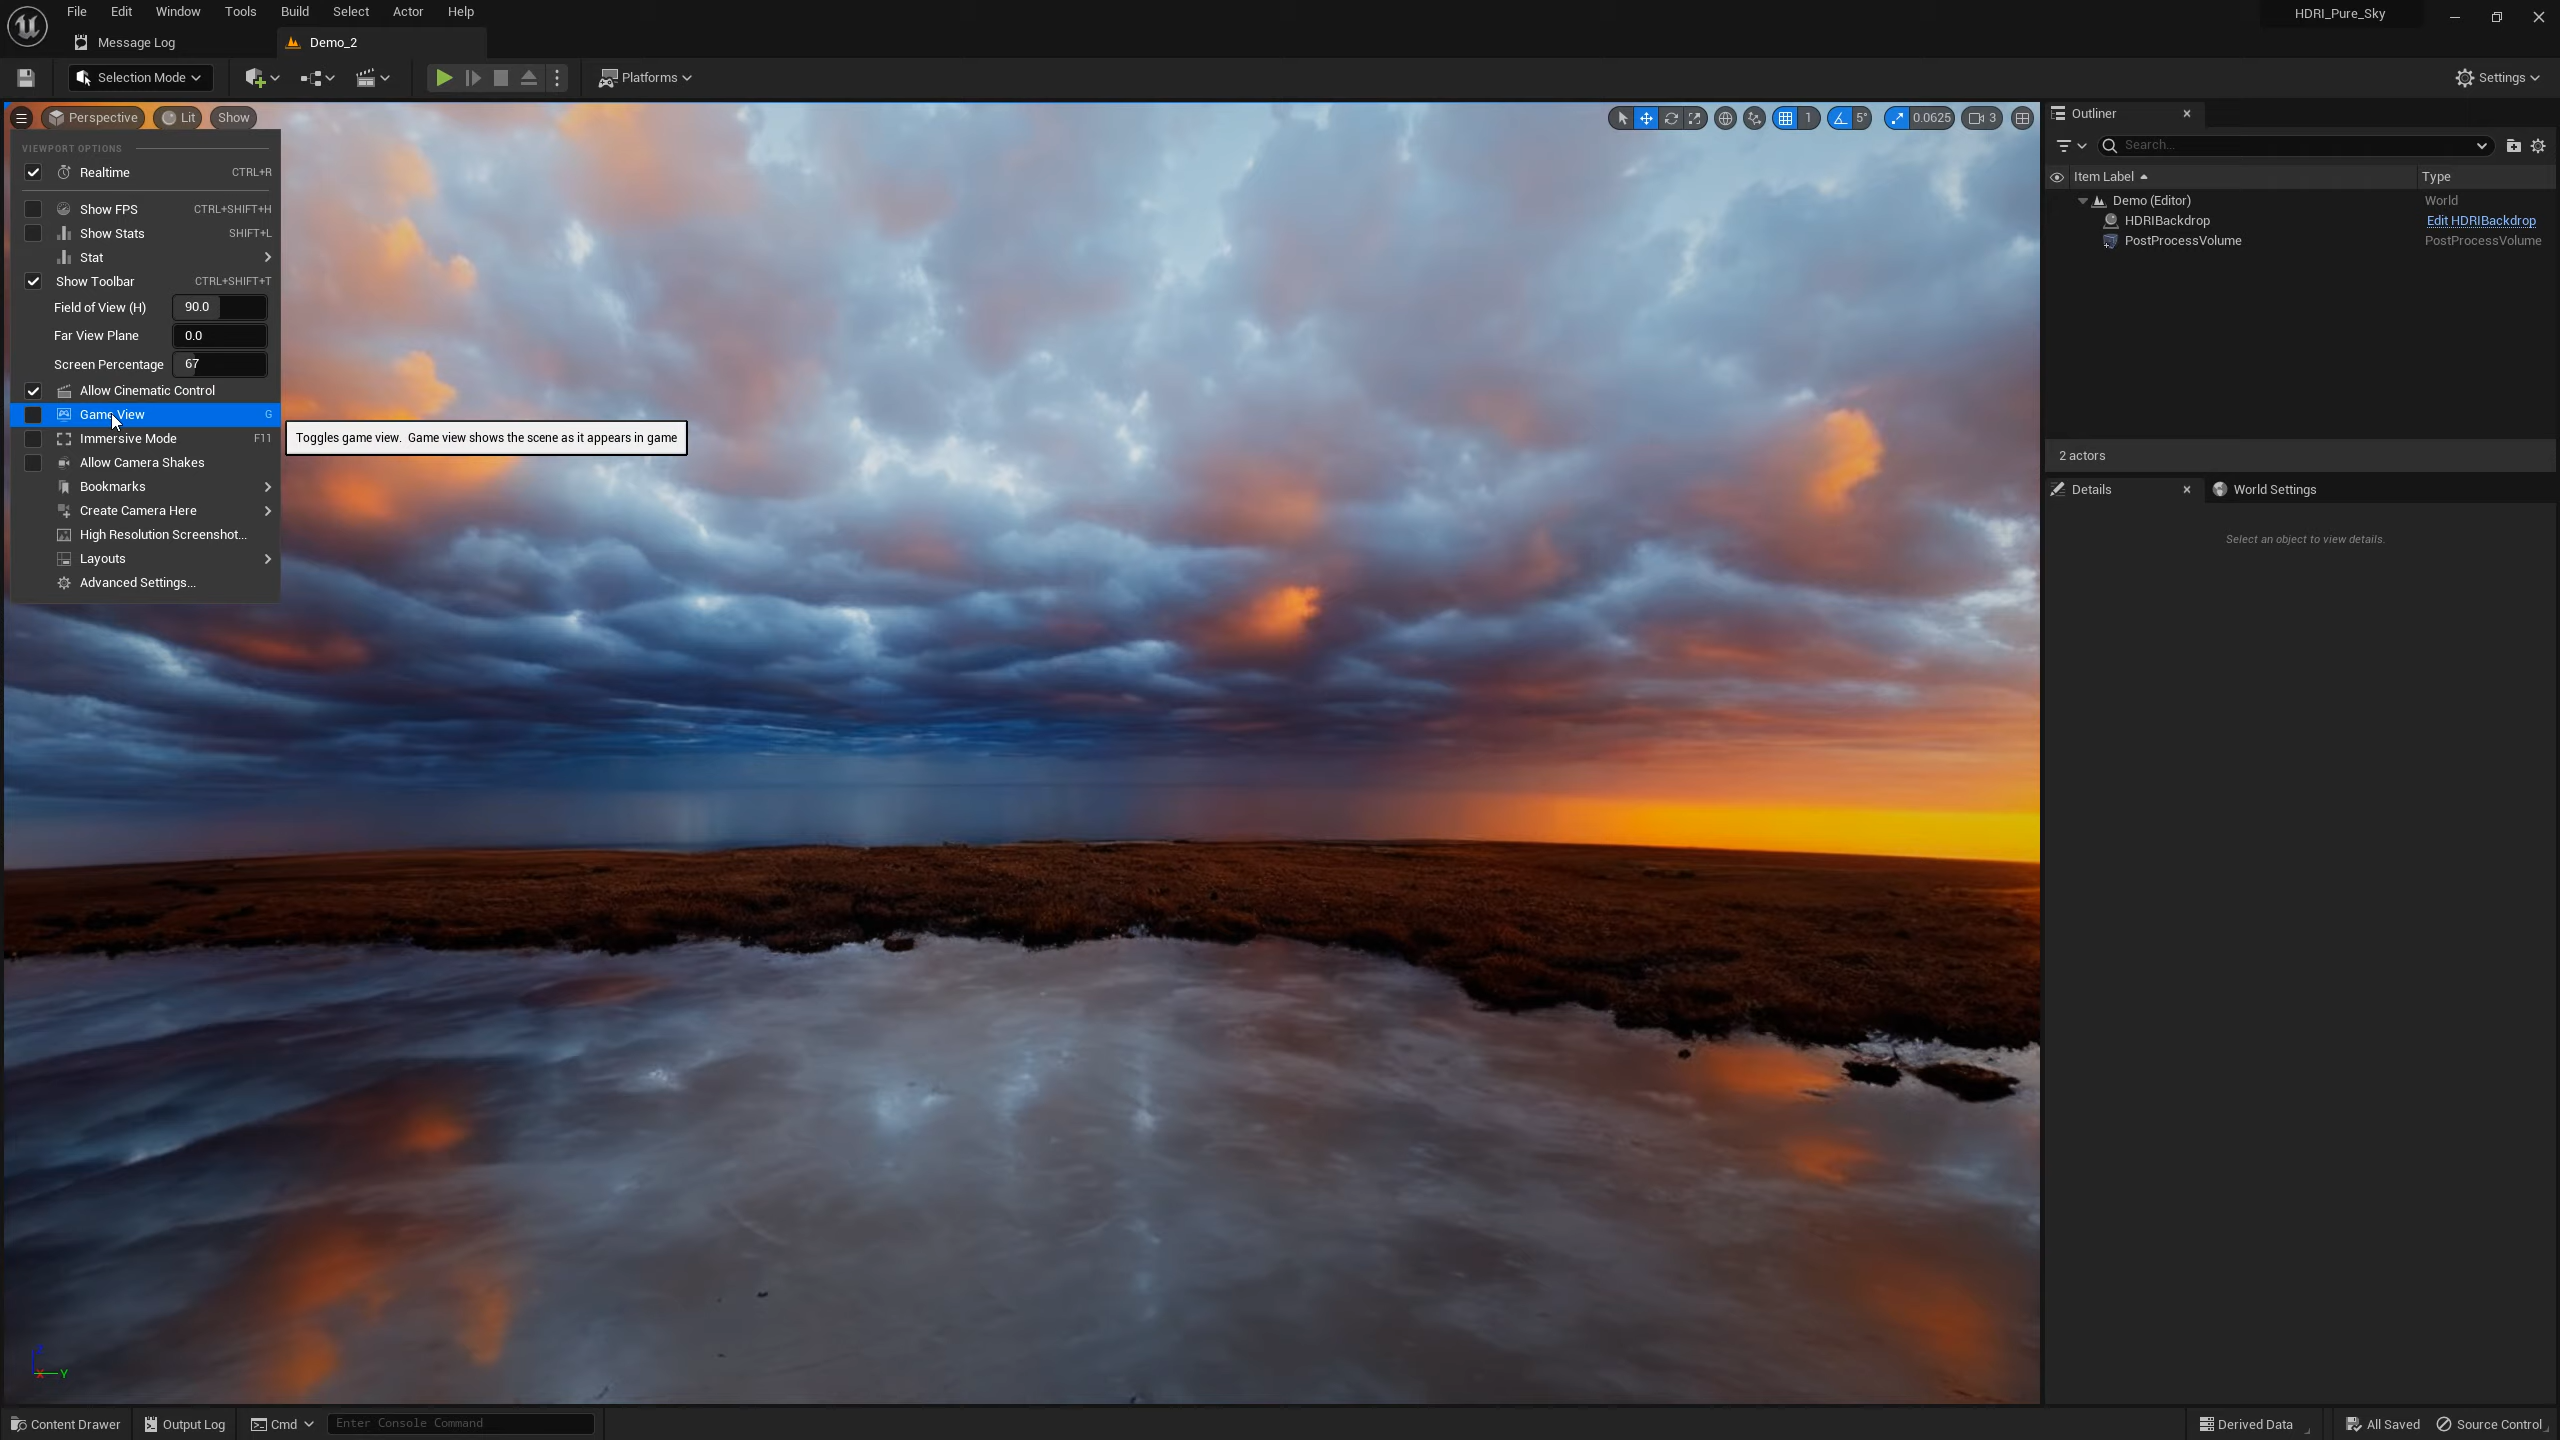 File Edit Window Tools Build Select Actor Help
HDRI_Pure_Sky
Message Log
Demo_2
Selection Mode
Platforms
Settings
Perspective
Lit
Show
1
5°
0.0625
3
VIEWPORT OPTIONS
Realtime CTRL+R
Show FPS CTRL+SHIFT+H
Show Stats SHIFT+L
Stat
Show Toolbar CTRL+SHIFT+T
Field of View (H) 90.0
Far View Plane 0.0
Screen Percentage 67
Allow Cinematic Control
Game View G
Immersive Mode F11
Allow Camera Shakes
Bookmarks
Create Camera Here
High Resolution Screenshot...
Layouts
Advanced Settings...
Toggles game view.  Game view shows the scene as it appears in game
Outliner
Search...
Item Label Type
Demo (Editor) World
HDRIBackdrop Edit HDRIBackdrop
PostProcessVolume PostProcessVolume
2 actors
Details
World Settings
Select an object to view details.
Z
X
Y
Content Drawer
Output Log
Cmd
Enter Console Command
Derived Data
All Saved
Source Control